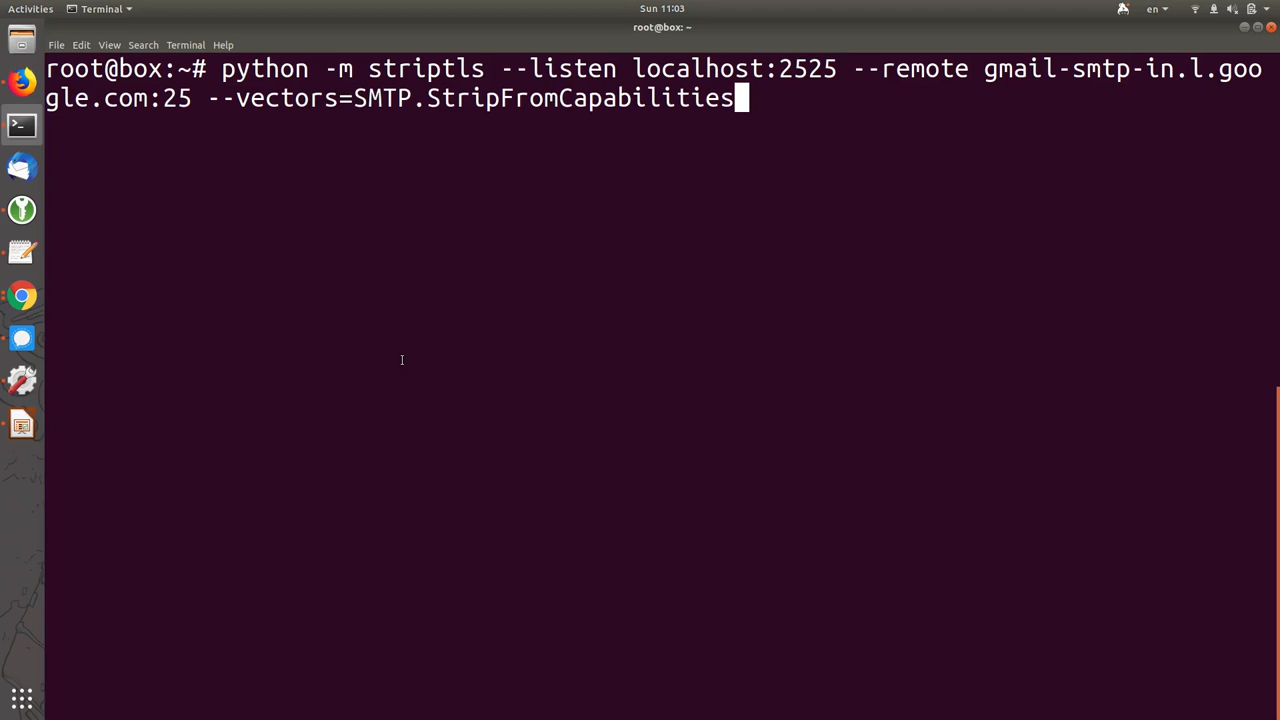 Activities Terminal Sun 11:03 en
root@box: ~
File Edit View Search Terminal Help
root@box:~# python -m striptls --listen localhost:2525 --remote gmail-smtp-in.l.goo
gle.com:25 --vectors=SMTP.StripFromCapabilities